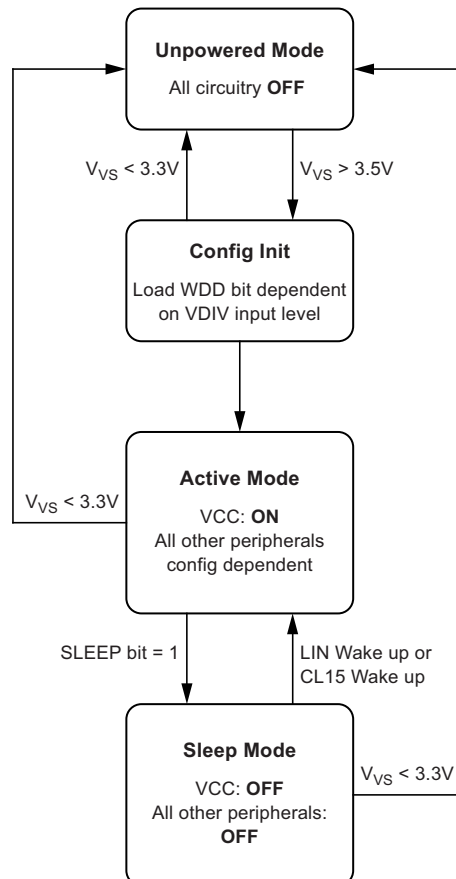 Unpowered Mode
All circuitry OFF
V_VS < 3.3V
V_VS > 3.5V
Config Init
Load WDD bit dependent
on VDIV input level
Active Mode
VCC: ON
All other peripherals
config dependent
V_VS < 3.3V
SLEEP bit = 1
LIN Wake up or
CL15 Wake up
Sleep Mode
VCC: OFF
All other peripherals:
OFF
V_VS < 3.3V